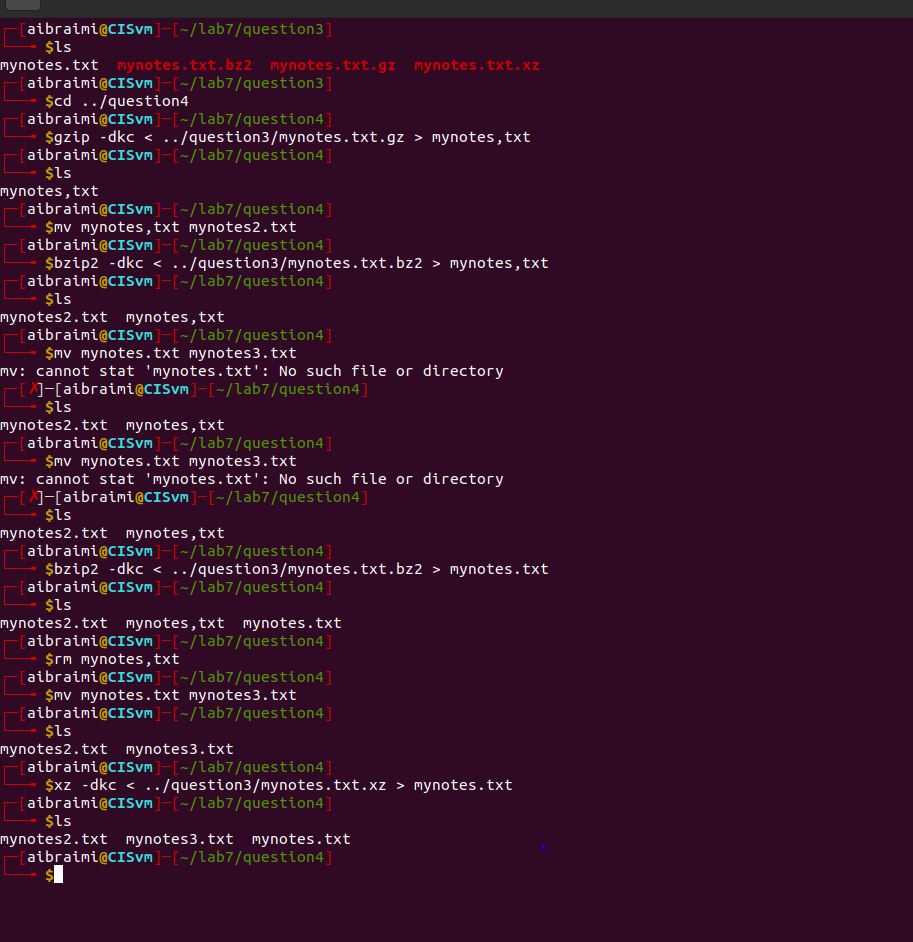 [aibraimi@CISvm]─[~/lab7/question3]
$ls
mynotes.txt  mynotes.txt.bz2  mynotes.txt.gz  mynotes.txt.xz
[aibraimi@CISvm]─[~/lab7/question3]
$cd ../question4
[aibraimi@CISvm]─[~/lab7/question4]
$gzip -dkc < ../question3/mynotes.txt.gz > mynotes,txt
[aibraimi@CISvm]─[~/lab7/question4]
$ls
mynotes,txt
[aibraimi@CISvm]─[~/lab7/question4]
$mv mynotes,txt mynotes2.txt
[aibraimi@CISvm]─[~/lab7/question4]
$bzip2 -dkc < ../question3/mynotes.txt.bz2 > mynotes,txt
[aibraimi@CISvm]─[~/lab7/question4]
$ls
mynotes2.txt  mynotes,txt
[aibraimi@CISvm]─[~/lab7/question4]
$mv mynotes.txt mynotes3.txt
mv: cannot stat 'mynotes.txt': No such file or directory
[✗]─[aibraimi@CISvm]─[~/lab7/question4]
$ls
mynotes2.txt  mynotes,txt
[aibraimi@CISvm]─[~/lab7/question4]
$mv mynotes.txt mynotes3.txt
mv: cannot stat 'mynotes.txt': No such file or directory
[✗]─[aibraimi@CISvm]─[~/lab7/question4]
$ls
mynotes2.txt  mynotes,txt
[aibraimi@CISvm]─[~/lab7/question4]
$bzip2 -dkc < ../question3/mynotes.txt.bz2 > mynotes.txt
[aibraimi@CISvm]─[~/lab7/question4]
$ls
mynotes2.txt  mynotes,txt  mynotes.txt
[aibraimi@CISvm]─[~/lab7/question4]
$rm mynotes,txt
[aibraimi@CISvm]─[~/lab7/question4]
$mv mynotes.txt mynotes3.txt
[aibraimi@CISvm]─[~/lab7/question4]
$ls
mynotes2.txt  mynotes3.txt
[aibraimi@CISvm]─[~/lab7/question4]
$xz -dkc < ../question3/mynotes.txt.xz > mynotes.txt
[aibraimi@CISvm]─[~/lab7/question4]
$ls
mynotes2.txt  mynotes3.txt  mynotes.txt
[aibraimi@CISvm]─[~/lab7/question4]
$